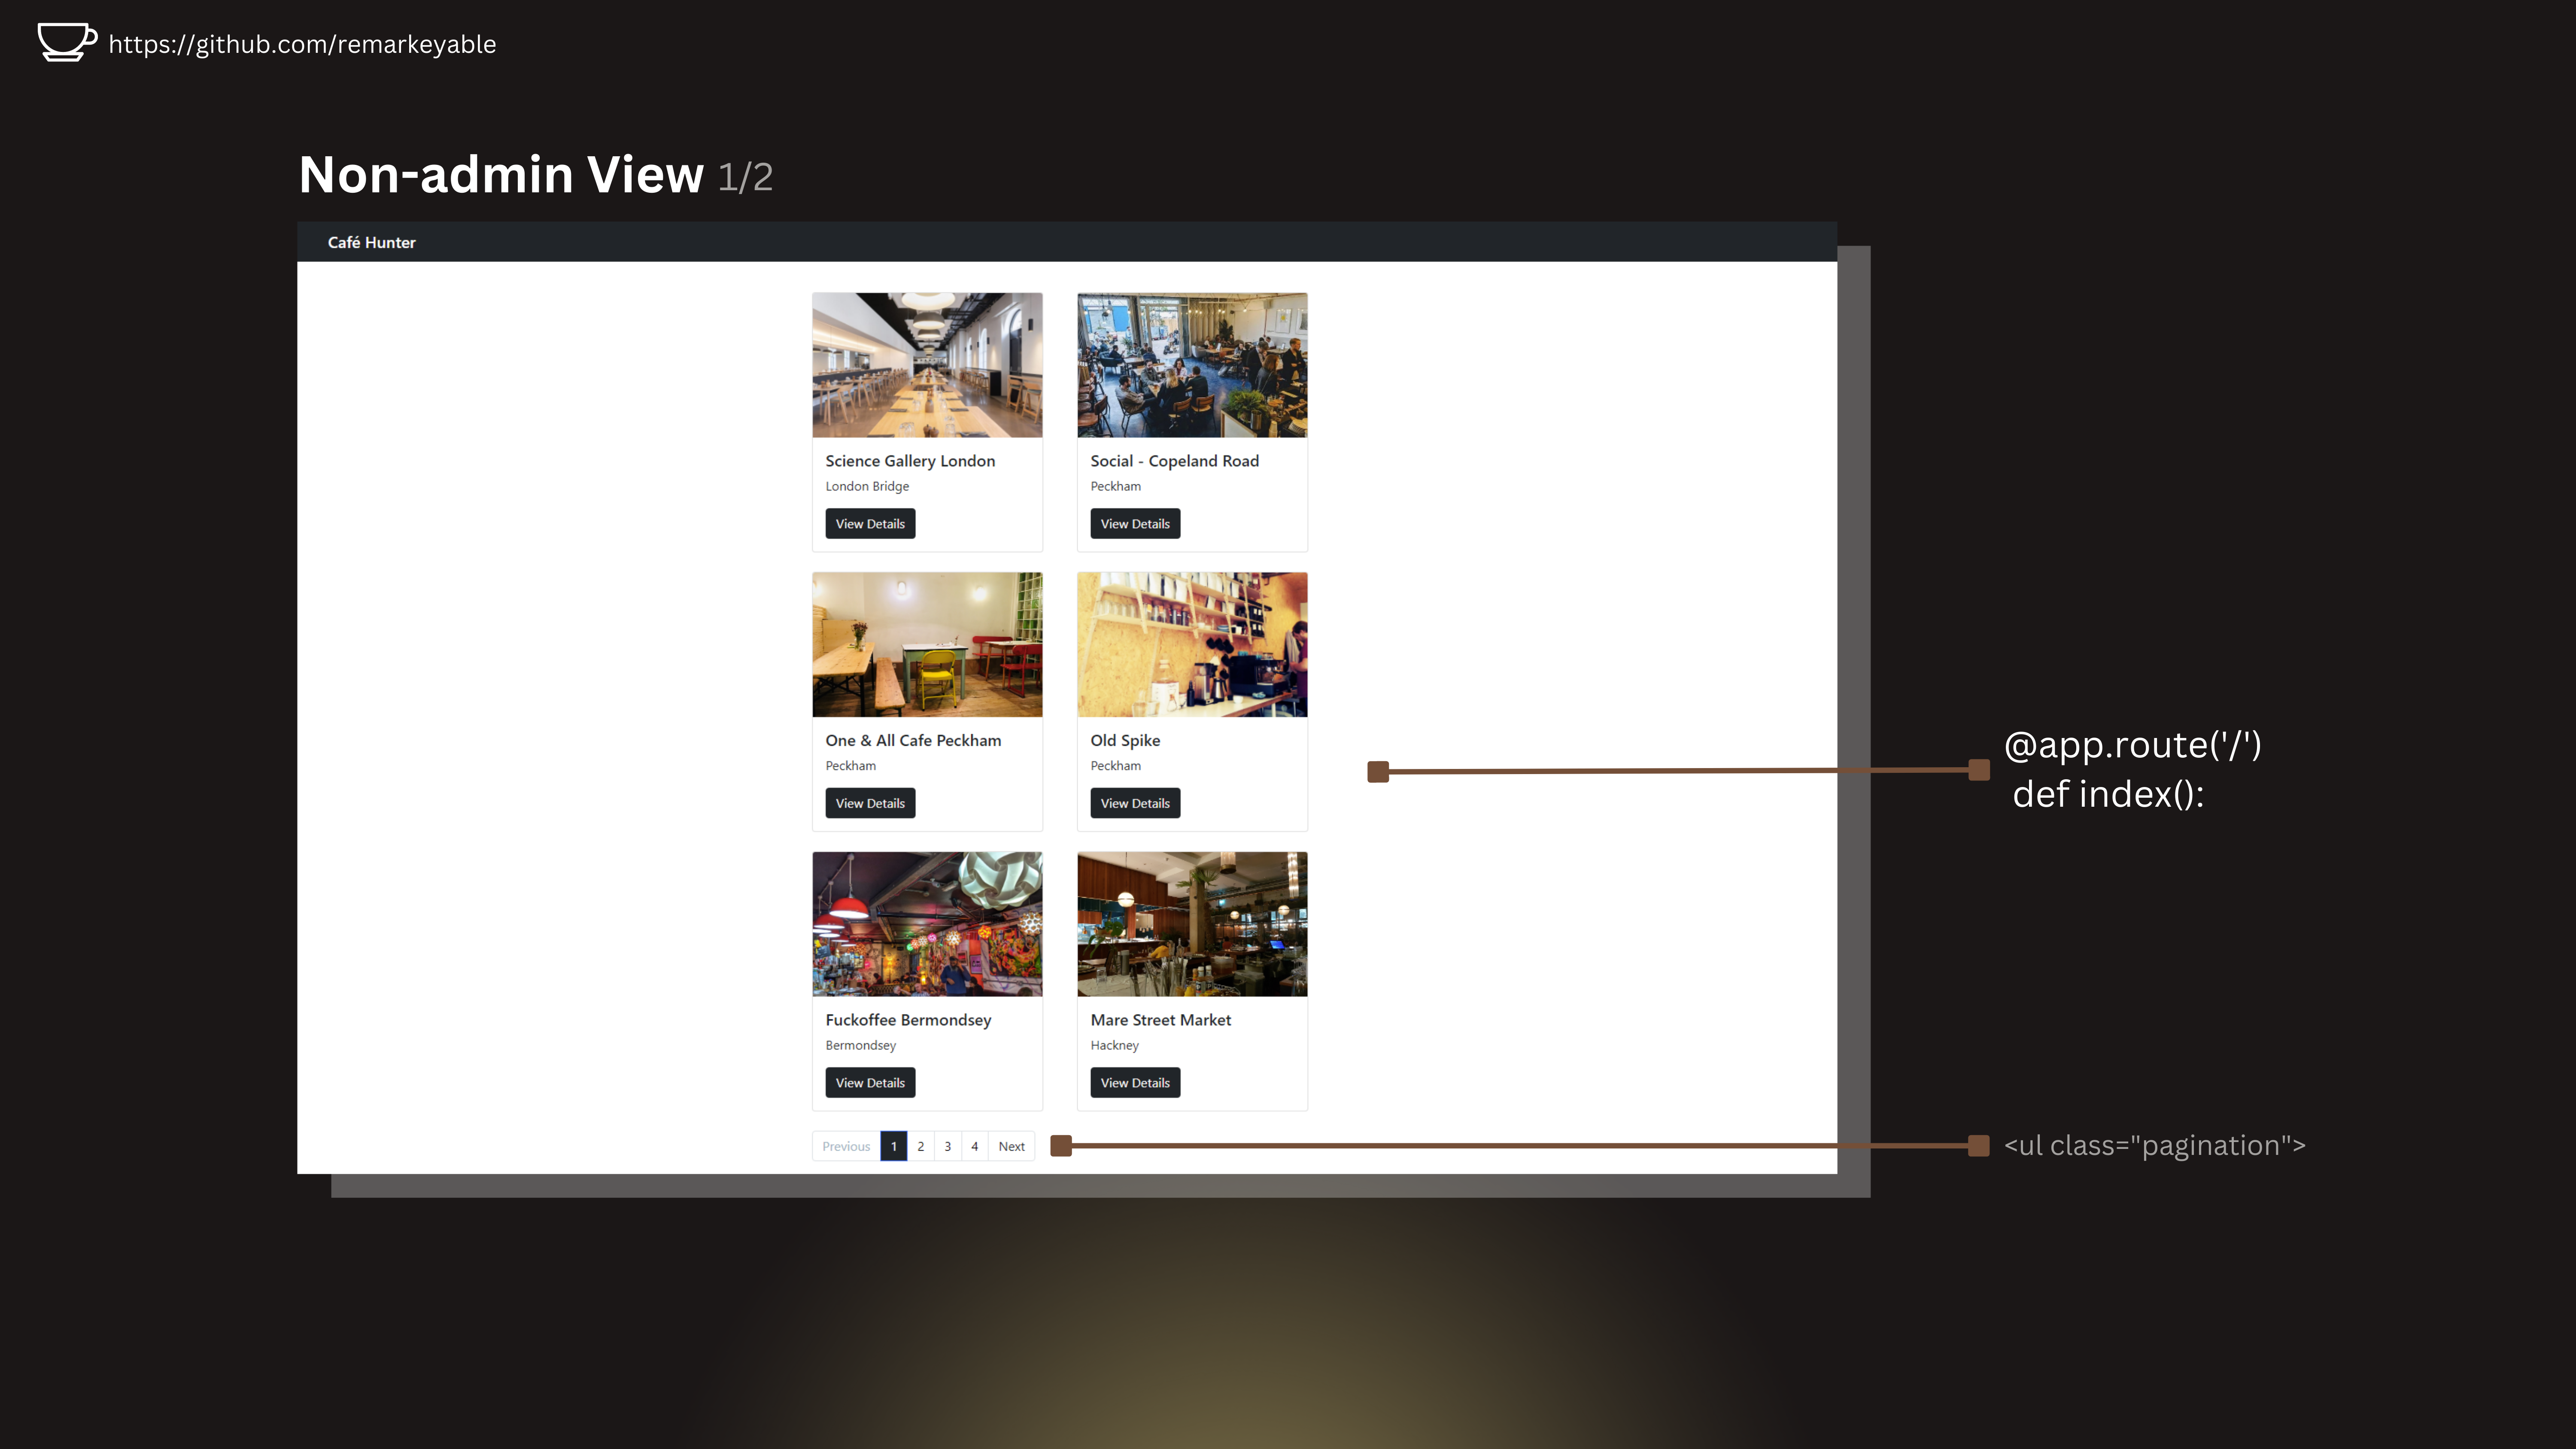 https://github.com/remarkeyable
Non-admin View 1/2
Café Hunter
Science Gallery London
London Bridge
View Details
Social - Copeland Road
Peckham
View Details
One & All Cafe Peckham
Peckham
View Details
Old Spike
Peckham
View Details
@app.route('/')
def index():
Fuckoffee Bermondsey
Bermondsey
View Details
Mare Street Market
Hackney
View Details
Previous 1 2 3 4 Next
<ul class="pagination">